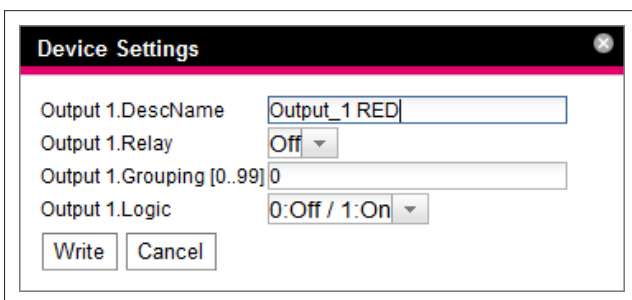 Device Settings
Output 1.DescName Output_1 RED
Output 1.Relay Off
Output 1.Grouping [0..99] 0
Output 1.Logic 0:Off / 1:On
Write Cancel